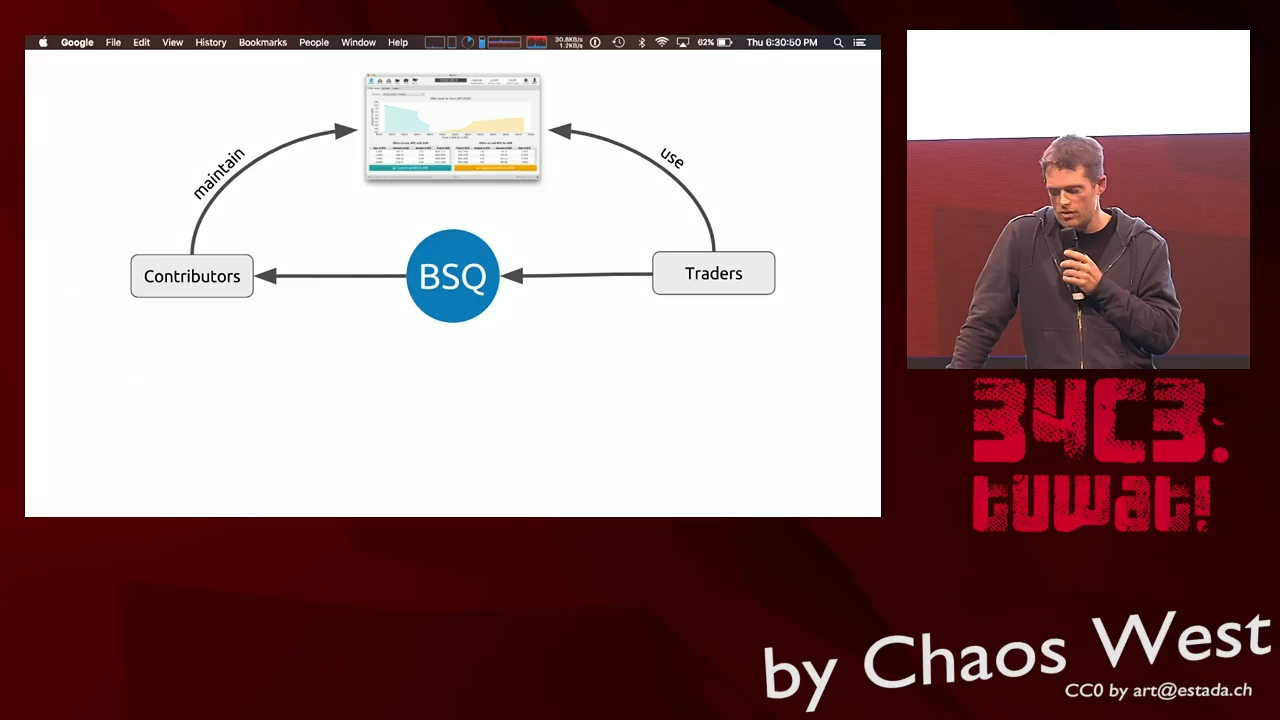 Google File Edit View History Bookmarks People Window Help 30.8KB/s 1.2KB/s 62% Thu 6:30:50 PM
maintain
use
Contributors
BSQ
Traders
34C3.
tuwat!
by Chaos West
CC0 by art@estada.ch